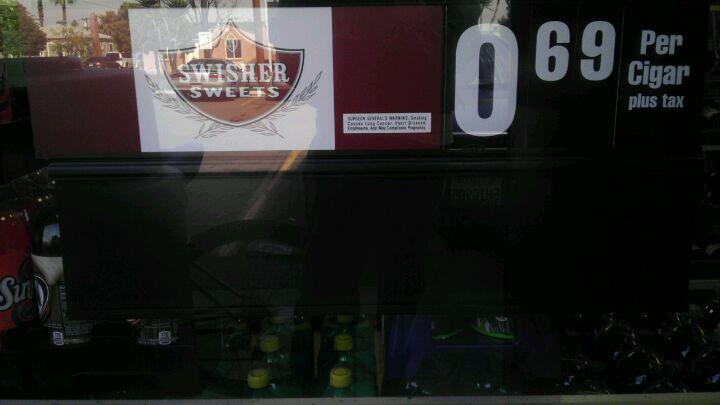 SWISHER
SWEETS
SURGEON GENERAL'S WARNING: Smoking
Causes Lung Cancer, Heart Disease,
Emphysema, And May Complicate Pregnancy.
0 69
Per
Cigar
plus tax
Sun